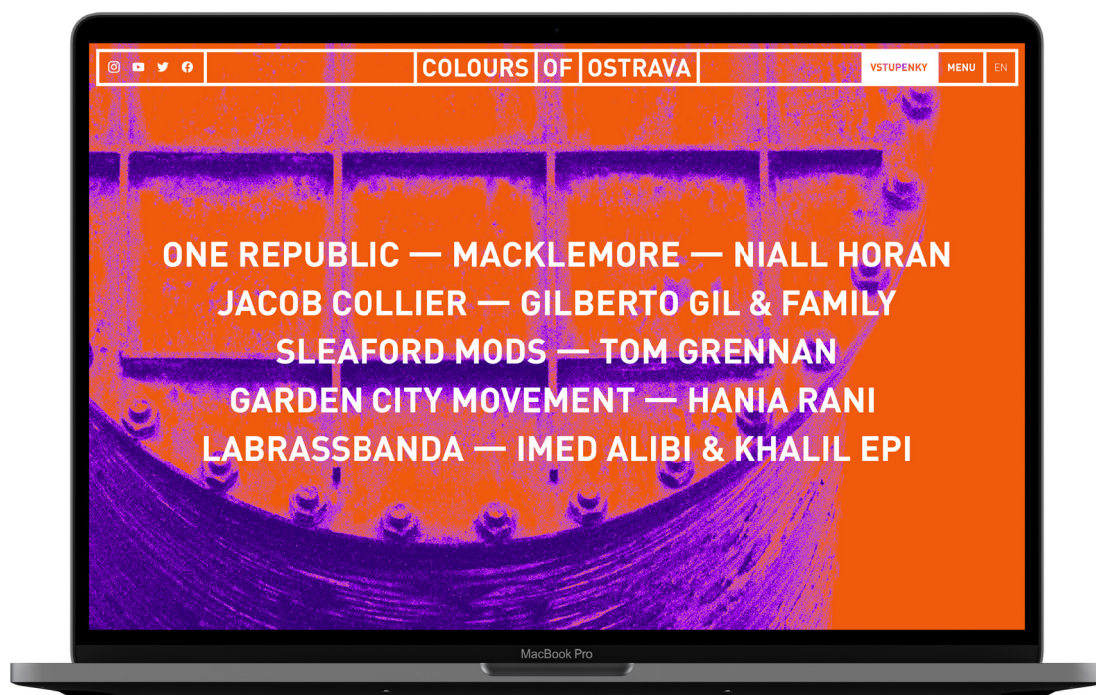 COLOURS OF OSTRAVA
VSTUPENKY MENU EN
ONE REPUBLIC — MACKLEMORE — NIALL HORAN
JACOB COLLIER — GILBERTO GIL & FAMILY
SLEAFORD MODS — TOM GRENNAN
GARDEN CITY MOVEMENT — HANIA RANI
LABRASSBANDA — IMED ALIBI & KHALIL EPI
MacBook Pro